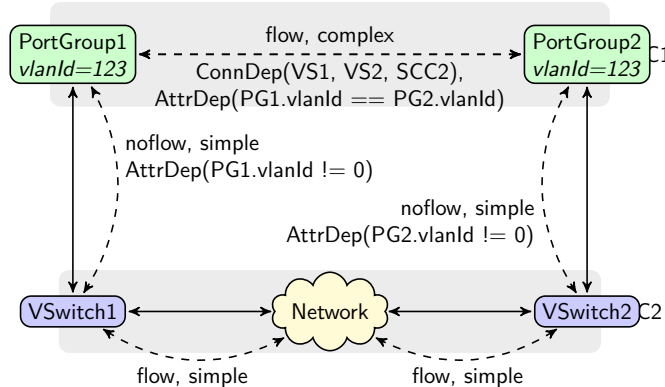 flow, complex
PortGroup1
vlanId=123
PortGroup2
vlanId=123
C1
ConnDep(VS1, VS2, SCC2),
AttrDep(PG1.vlanId == PG2.vlanId)
noflow, simple
AttrDep(PG1.vlanId != 0)
noflow, simple
AttrDep(PG2.vlanId != 0)
VSwitch1
Network
VSwitch2
C2
flow, simple
flow, simple